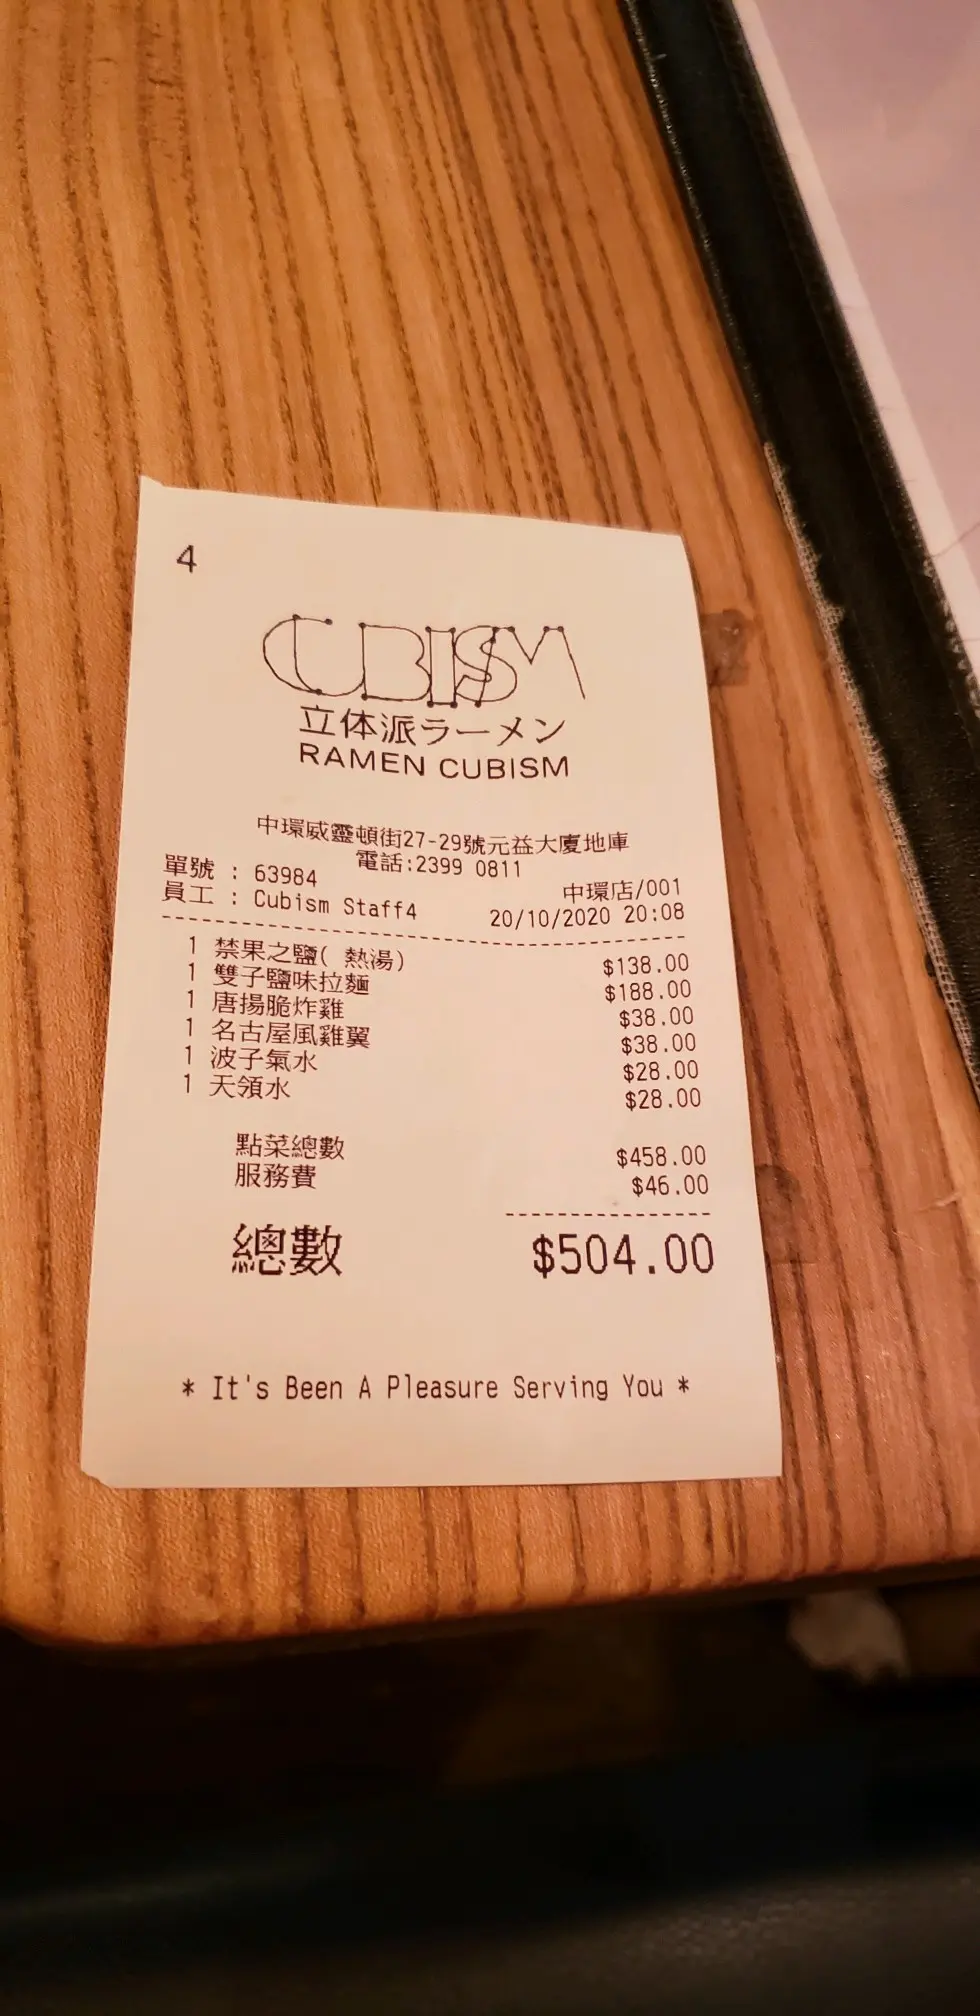 4
CUBISM
立体派ラーメン
RAMEN CUBISM
中環威靈頓街27-29號元益大廈地庫
電話:2399 0811
單號 : 63984
中環店/001
員工 : Cubism Staff4
20/10/2020 20:08
1 禁果之鹽( 熱湯) $138.00
1 雙子鹽味拉麵 $188.00
1 唐揚脆炸雞 $38.00
1 名古屋風雞翼 $38.00
1 波子氣水 $28.00
1 天領水 $28.00
點菜總數 $458.00
服務費 $46.00
總數 $504.00
* It's Been A Pleasure Serving You *